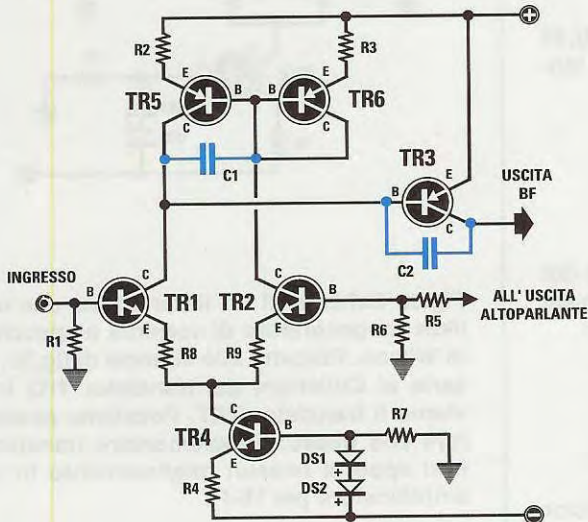 +
R2
R3
E
E
TR5
B
B
TR6
C
C
C1
TR3
E
B
C
USCITA
BF
C2
INGRESSO
C
C
B
TR1
TR2
B
ALL' USCITA
ALTOPARLANTE
R5
R6
R1
E
E
R8
R9
C
TR4
B
R7
E
DS1
+
DS2
+
R4
-